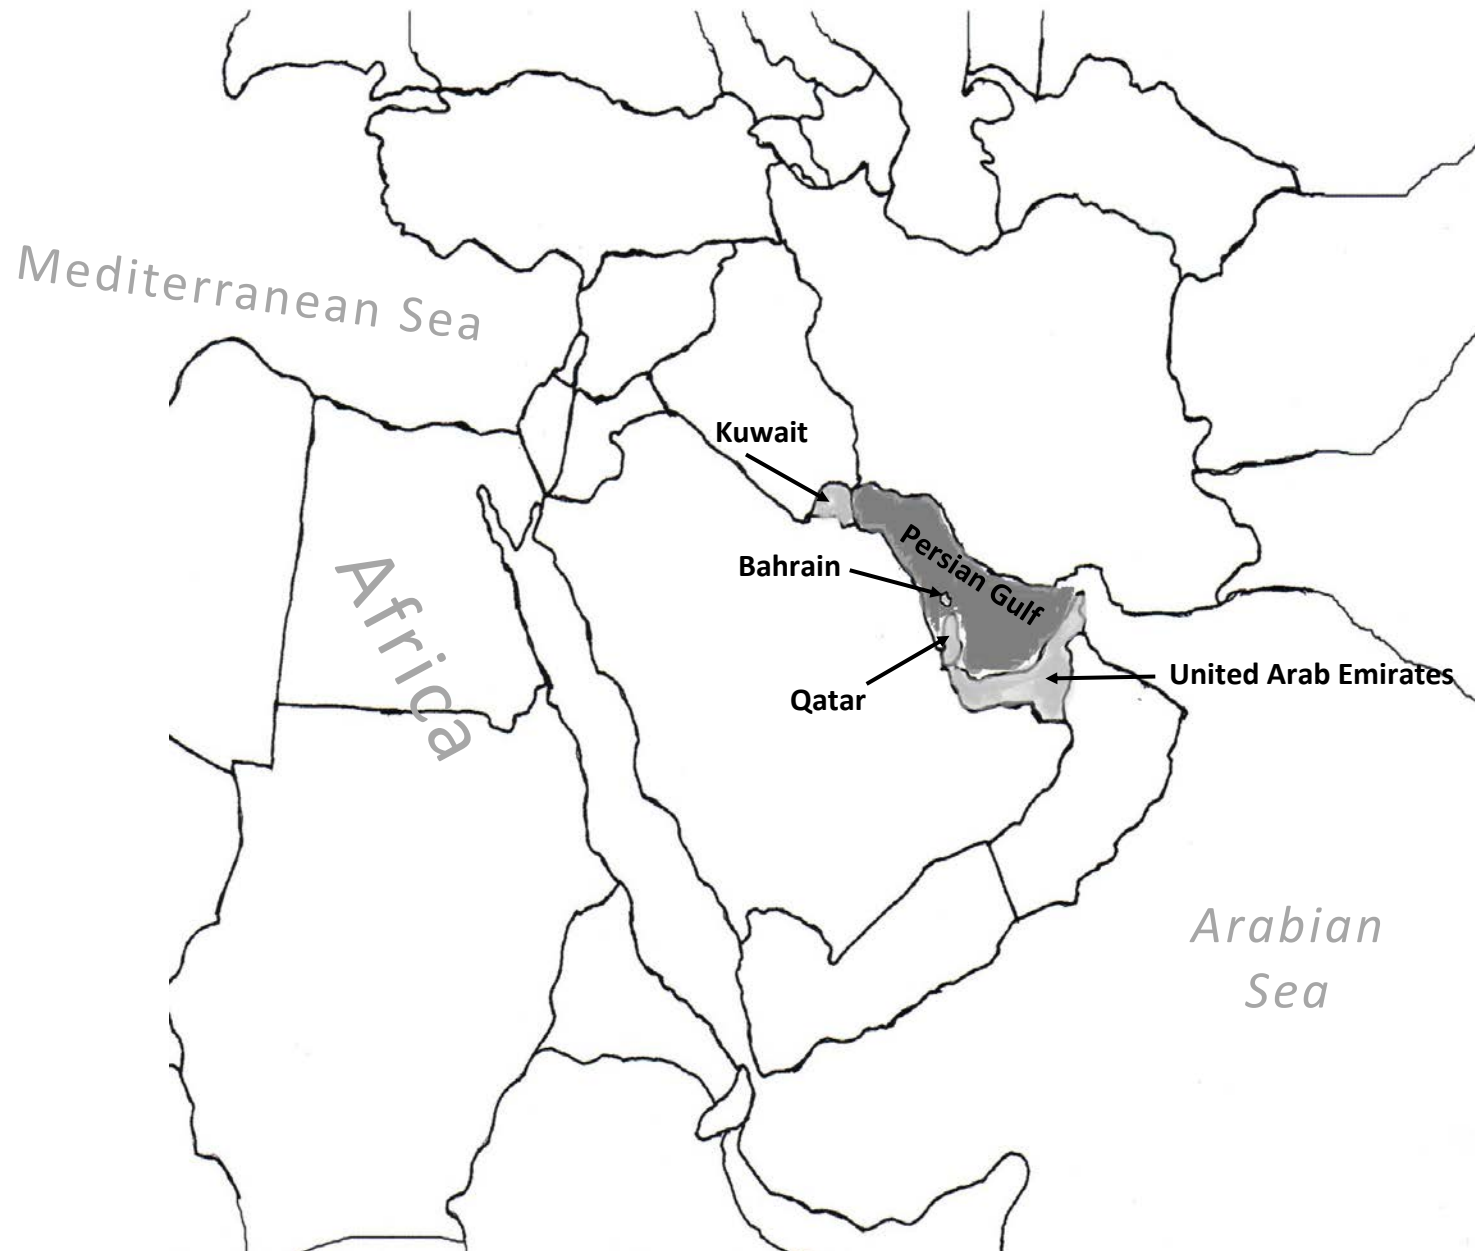 Mediterranean Sea
Kuwait
Persian Gulf
Bahrain
Africa
Qatar
United Arab Emirates
Arabian
Sea